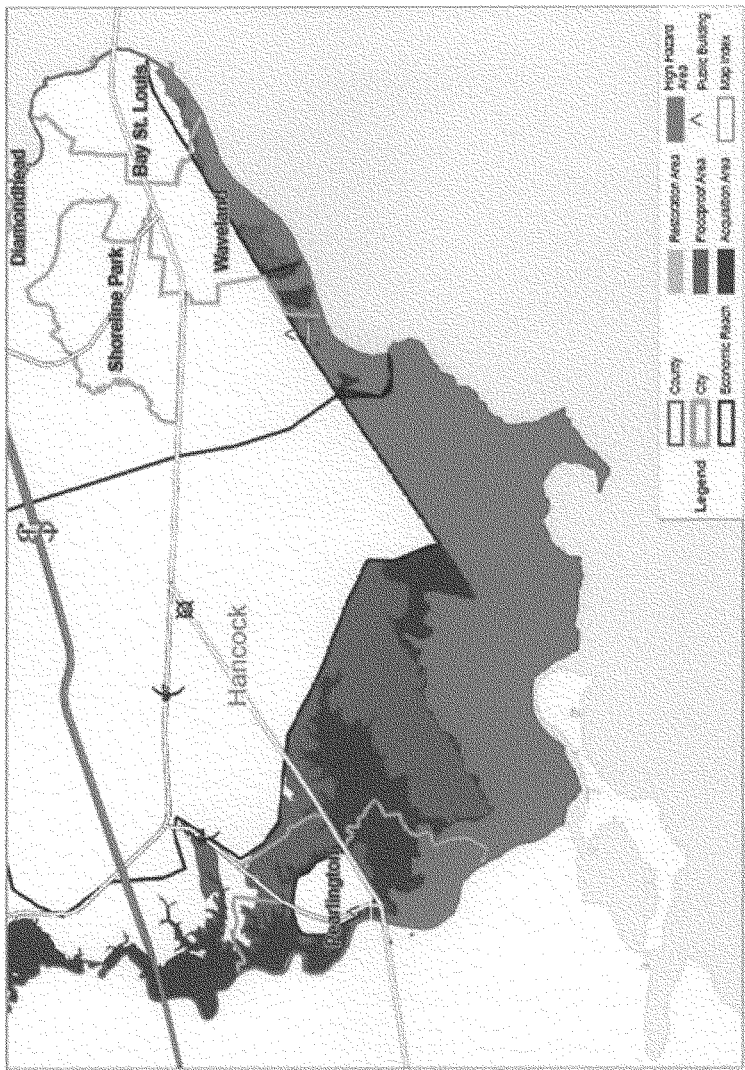 Diamondhead
Bay St. Louis
Shoreline Park
Waveland
Hancock
Pearlington
Legend
County
City
Economic Reach
Restoration Area
Floodproof Area
Acquisition Area
High Hazard
Area
Public Building
Map Index